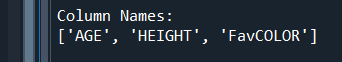 Column Names:
['AGE', 'HEIGHT', 'FavCOLOR']